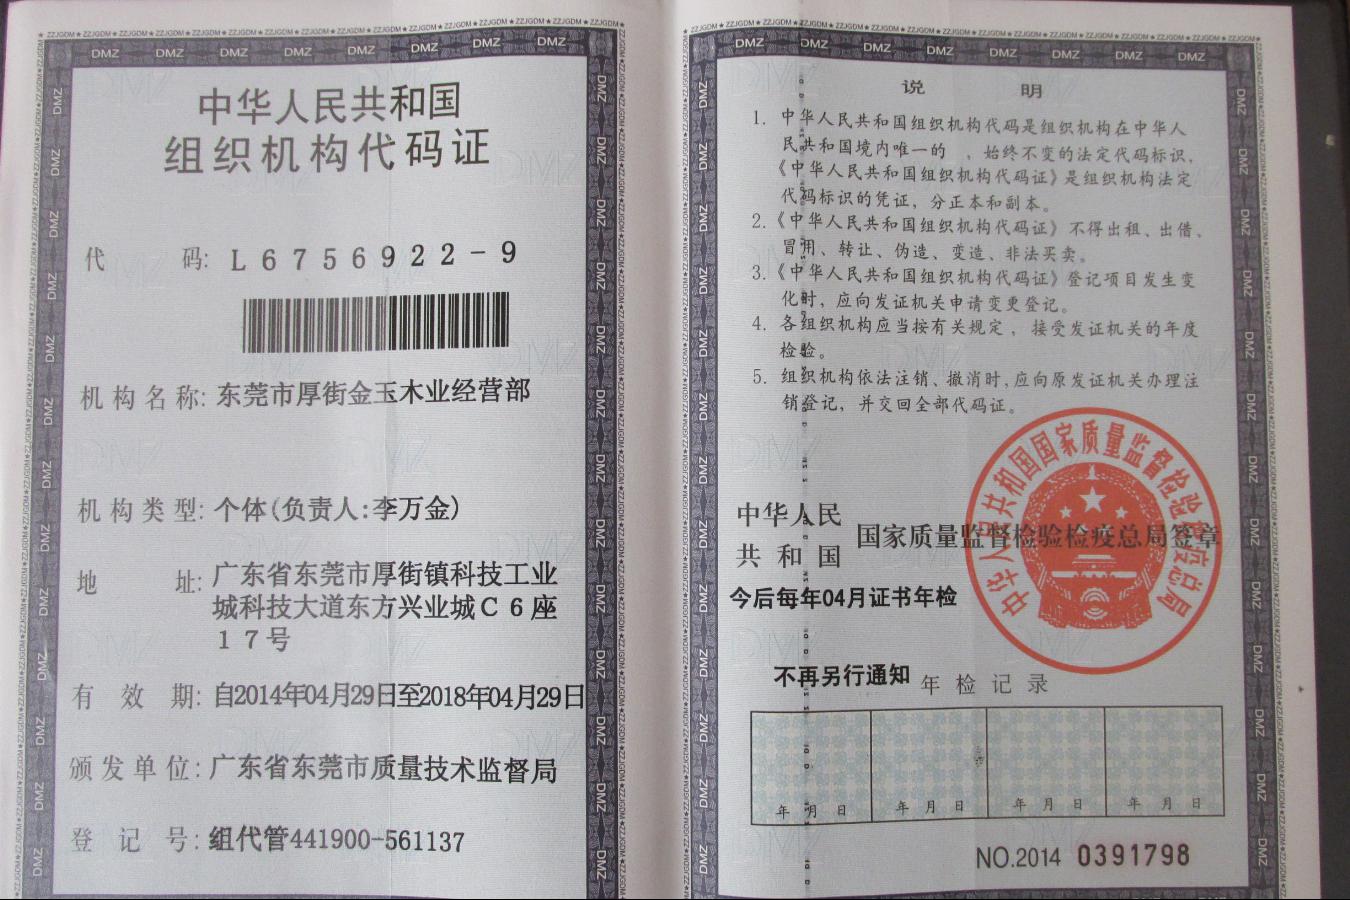 中华人民共和国
组织机构代码证
代 码: L6756922-9
机构名称: 东莞市厚街金玉木业经营部
机构类型: 个体(负责人:李万金)
地 址: 广东省东莞市厚街镇科技工业
城科技大道东方兴业城C6座
17号
有 效 期: 自2014年04月29日至2018年04月29日
颁发单位: 广东省东莞市质量技术监督局
登 记 号: 组代管441900-561137
说 明
1. 中华人民共和国组织机构代码是组织机构在中华人
民共和国境内唯一的 、始终不变的法定代码标识,
《中华人民共和国组织机构代码证》是组织机构法定
代码标识的凭证,分正本和副本。
2.《中华人民共和国组织机构代码证》不得出租、出借、
冒用、转让、伪造、变造、非法买卖。
3.《中华人民共和国组织机构代码证》登记项目发生变
化时,应向发证机关申请变更登记。
4. 各组织机构应当按有关规定,接受发证机关的年度
检验。
5. 组织机构依法注销、撤消时,应向原发证机关办理注
销登记,并交回全部代码证。
中华人民共和国国家质量监督检验检疫总局
中华人民
共和国
国家质量监督检验检疫总局签章
今后每年04月证书年检
不再另行通知
年检记录
年 月 日
年 月 日
年 月 日
年 月 日
NO.2014 0391798